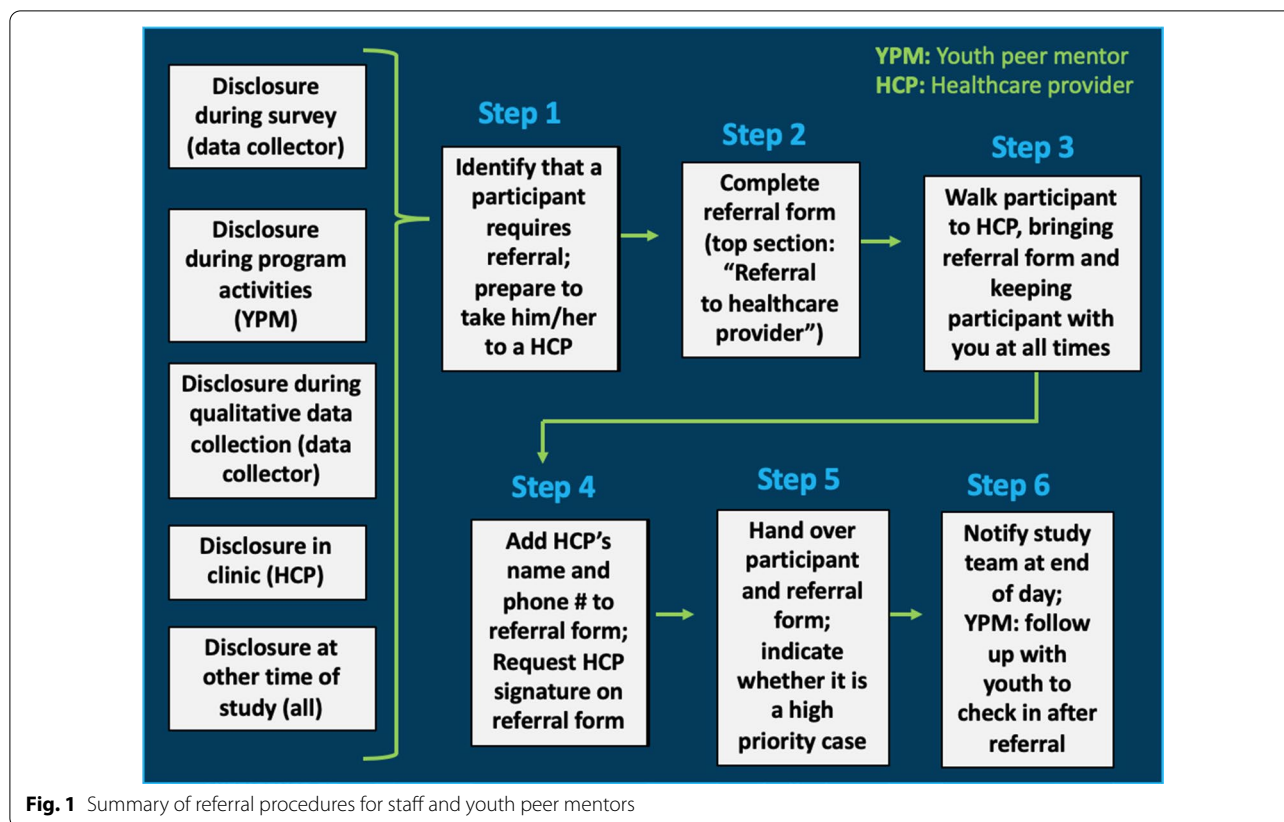 YPM: Youth peer mentor
HCP: Healthcare provider
Disclosure
during survey
(data collector)
Disclosure
during program
activities
(YPM)
Disclosure during
qualitative data
collection (data
collector)
Disclosure in
clinic (HCP)
Disclosure at
other time of
study (all)
Step 1
Identify that a
participant
requires
referral;
prepare to
take him/her
to a HCP
Step 2
Complete
referral form
(top section:
“Referral
to healthcare
provider”)
Step 3
Walk participant
to HCP, bringing
referral form and
keeping
participant with
you at all times
Step 4
Add HCP’s
name and
phone # to
referral form;
Request HCP
signature on
referral form
Step 5
Hand over
participant
and referral
form;
indicate
whether it is
a high
priority case
Step 6
Notify study
team at end
of day;
YPM: follow
up with
youth to
check in after
referral
Fig. 1 Summary of referral procedures for staff and youth peer mentors